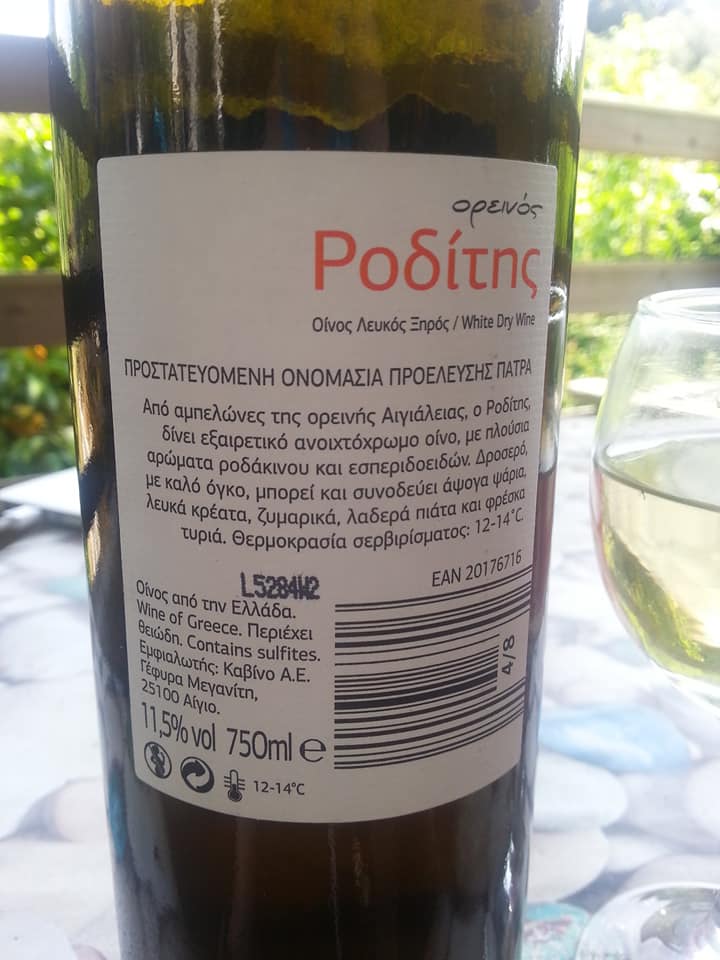 ορεινός
Ροδίτης
Οίνος Λευκός Ξηρός / White Dry Wine
ΠΡΟΣΤΑΤΕΥΟΜΕΝΗ ΟΝΟΜΑΣΙΑ ΠΡΟΕΛΕΥΣΗΣ ΠΑΤΡΑ
Από αμπελώνες της ορεινής Αιγιάλειας, ο Ροδίτης,
δίνει εξαιρετικό ανοιχτόχρωμο οίνο, με πλούσια
αρώματα ροδάκινου και εσπεριδοειδών. Δροσερό,
με καλό όγκο, μπορεί και συνοδεύει άψογα ψάρια,
λευκά κρέατα, ζυμαρικά, λαδερά πιάτα και φρέσκα
τυριά. Θερμοκρασία σερβιρίσματος: 12-14°C.
L5284W2
EAN 20176716
Οίνος από την Ελλάδα.
Wine of Greece. Περιέχει
θειώδη. Contains sulfites.
Εμφιαλωτής: Καβίνο Α.Ε.
Γέφυρα Μεγανίτη,
25100 Αίγιο.
11,5% vol 750ml e
4/8
12-14°C